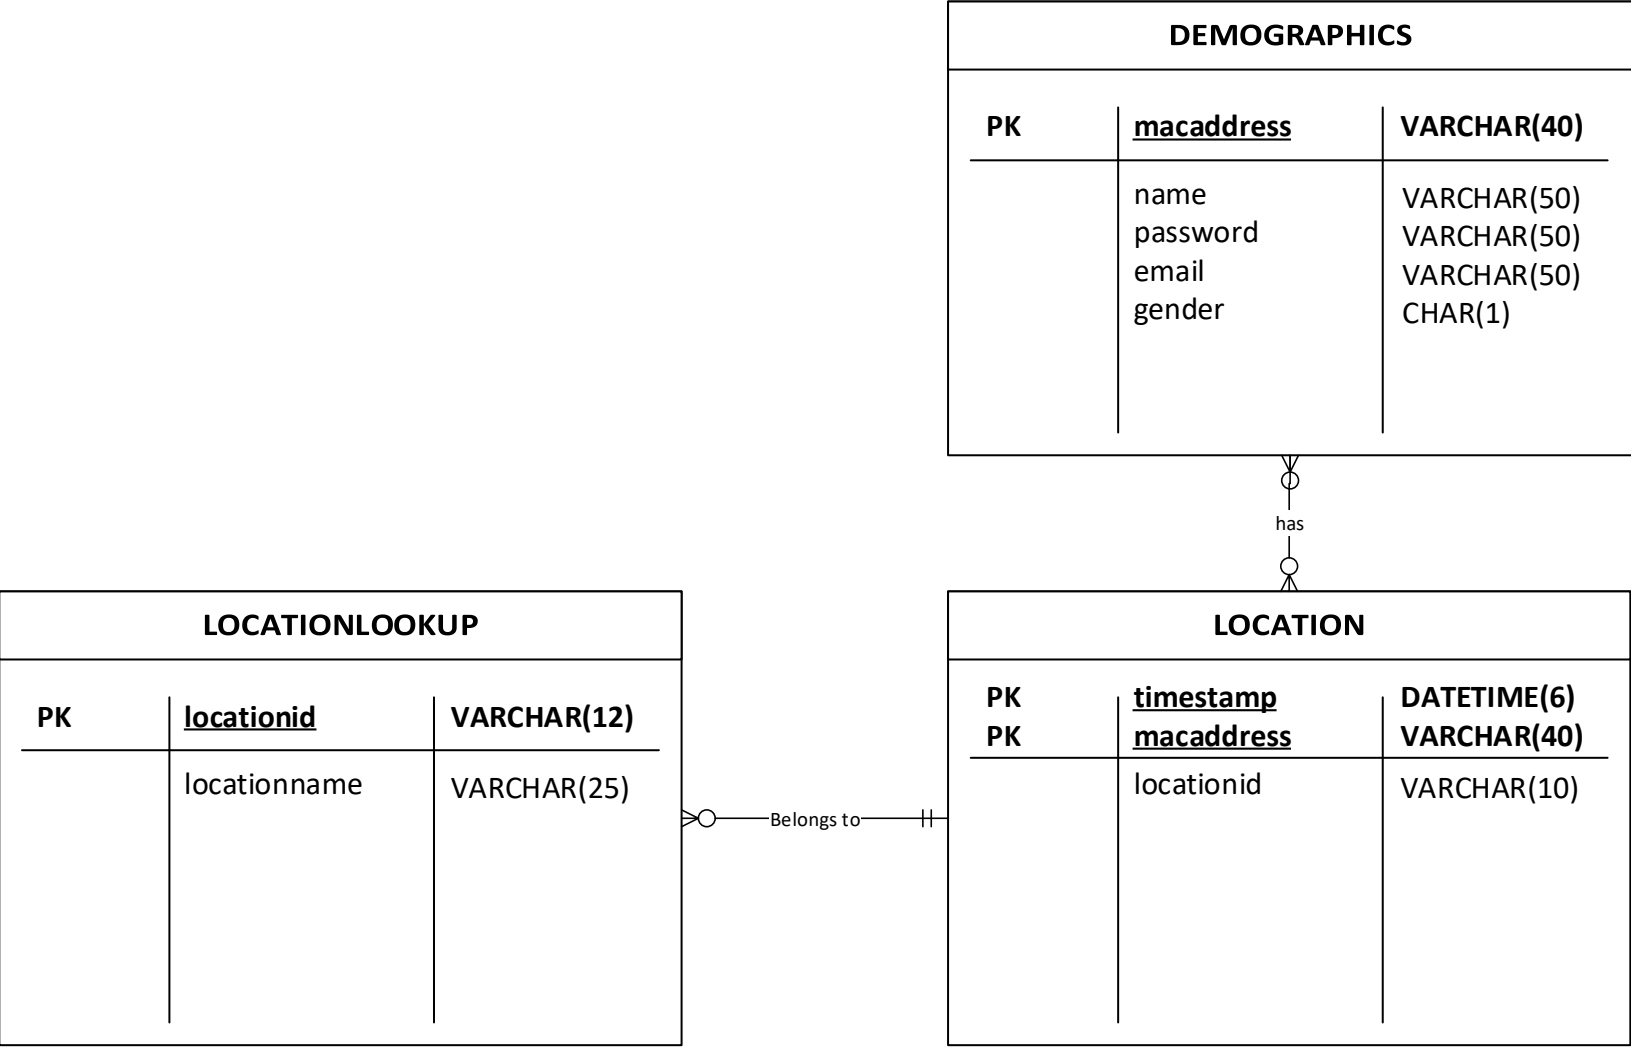 DEMOGRAPHICS
PK macaddress VARCHAR(40)
name VARCHAR(50)
password VARCHAR(50)
email VARCHAR(50)
gender CHAR(1)
has
LOCATIONLOOKUP
PK locationid VARCHAR(12)
locationname VARCHAR(25)
Belongs to
LOCATION
PK timestamp DATETIME(6)
PK macaddress VARCHAR(40)
locationid VARCHAR(10)